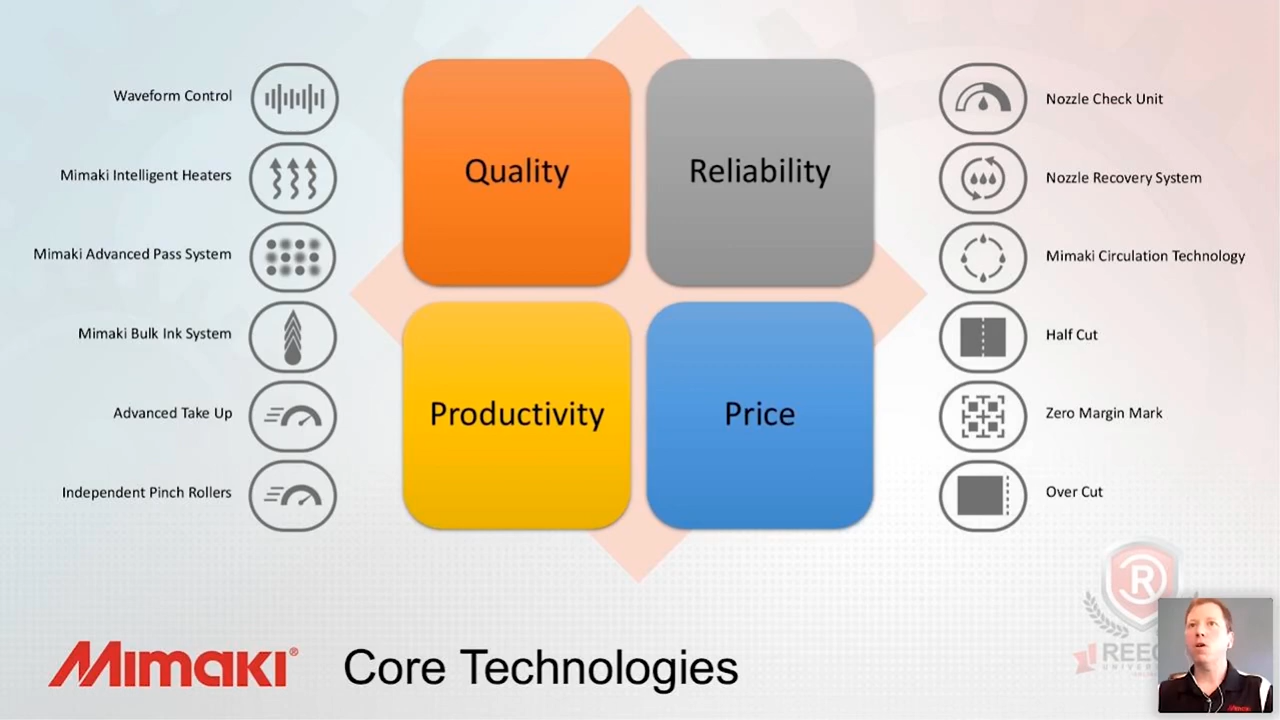 Waveform Control
Mimaki Intelligent Heaters
Mimaki Advanced Pass System
Mimaki Bulk Ink System
Advanced Take Up
Independent Pinch Rollers
Quality
Reliability
Productivity
Price
Nozzle Check Unit
Nozzle Recovery System
Mimaki Circulation Technology
Half Cut
Zero Margin Mark
Over Cut
R
Mimaki® Core Technologies